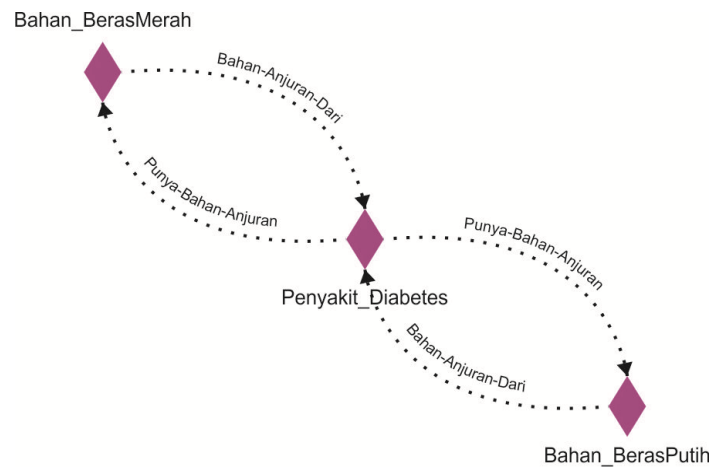 Bahan_BerasMerah
Bahan-Anjuran-Dari
Punya-Bahan-Anjuran
Punya-Bahan-Anjuran
Penyakit_Diabetes
Bahan-Anjuran-Dari
Bahan_BerasPutih